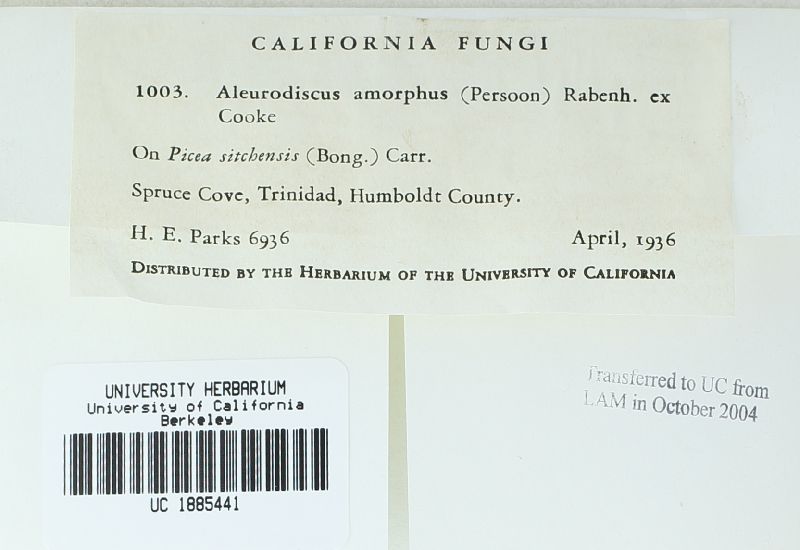 CALIFORNIA FUNGI
1003. Aleurodiscus amorphus (Persoon) Rabenh. ex
Cooke
On Picea sitchensis (Bong.) Carr.
Spruce Cove, Trinidad, Humboldt County.
H. E. Parks 6936 April, 1936
DISTRIBUTED BY THE HERBARIUM OF THE UNIVERSITY OF CALIFORNIA
UNIVERSITY HERBARIUM
University of California
Berkeley
UC 1885441
Transferred to UC from
LAM in October 2004